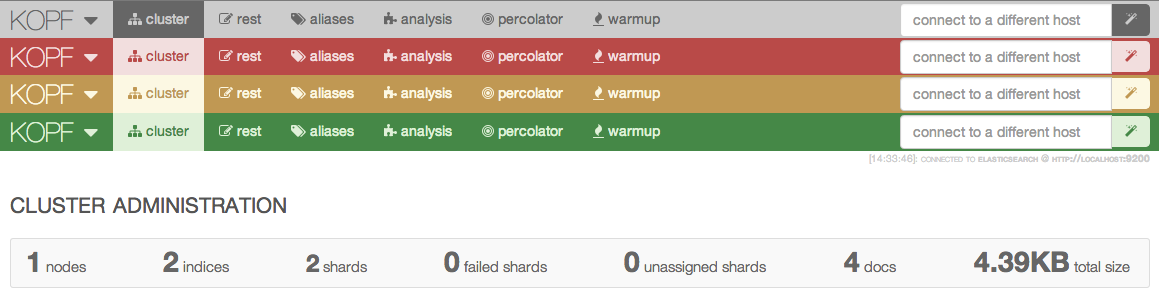 KOPF cluster rest aliases analysis percolator warmup connect to a different host
KOPF cluster rest aliases analysis percolator warmup connect to a different host
KOPF cluster rest aliases analysis percolator warmup connect to a different host
KOPF cluster rest aliases analysis percolator warmup connect to a different host
[14:33:46]: CONNECTED TO ELASTICSEARCH @ HTTP://LOCALHOST:9200
CLUSTER ADMINISTRATION
1 nodes 2 indices 2 shards 0 failed shards 0 unassigned shards 4 docs 4.39KB total size